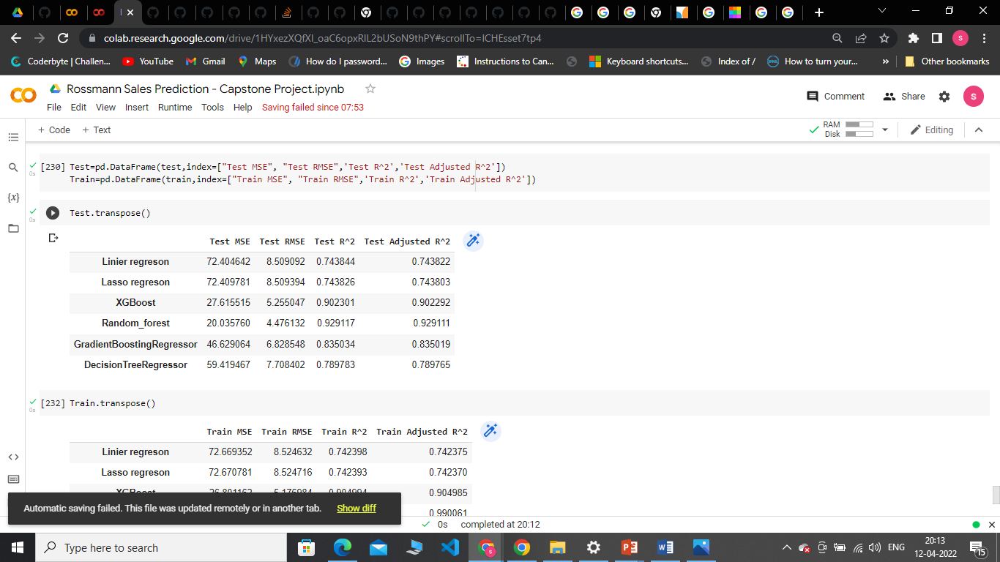 colab.research.google.com/drive/1HYxezXQfXI_oaC6opxRlL2bUSoN9thPY#scrollTo=ICHEsset7tp4
Coderbyte | Challen... YouTube Gmail Maps How do I password... Images Instructions to Can... Keyboard shortcuts... Index of / How to turn your... » Other bookmarks
Rossmann Sales Prediction - Capstone Project.ipynb
File Edit View Insert Runtime Tools Help Saving failed since 07:53
Comment Share S
+ Code + Text
RAM
Disk
Editing
[230] Test=pd.DataFrame(test,index=["Test MSE", "Test RMSE",'Test R^2','Test Adjusted R^2'])
Train=pd.DataFrame(train,index=["Train MSE", "Train RMSE",'Train R^2','Train Adjusted R^2'])
0s
Test.transpose()
0s
Test MSE Test RMSE Test R^2 Test Adjusted R^2
Linier regreson 72.404642 8.509092 0.743844 0.743822
Lasso regreson 72.409781 8.509394 0.743826 0.743803
XGBoost 27.615515 5.255047 0.902301 0.902292
Random_forest 20.035760 4.476132 0.929117 0.929111
GradientBoostingRegressor 46.629064 6.828548 0.835034 0.835019
DecisionTreeRegressor 59.419467 7.708402 0.789783 0.789765
[232] Train.transpose()
0s
Train MSE Train RMSE Train R^2 Train Adjusted R^2
Linier regreson 72.669352 8.524632 0.742398 0.742375
Lasso regreson 72.670781 8.524716 0.742393 0.742370
XGBoost 26.801162 5.176984 0.904994 0.904985
0.990061
Automatic saving failed. This file was updated remotely or in another tab. Show diff
0s completed at 20:12
Type here to search
ENG
20:13
12-04-2022
15